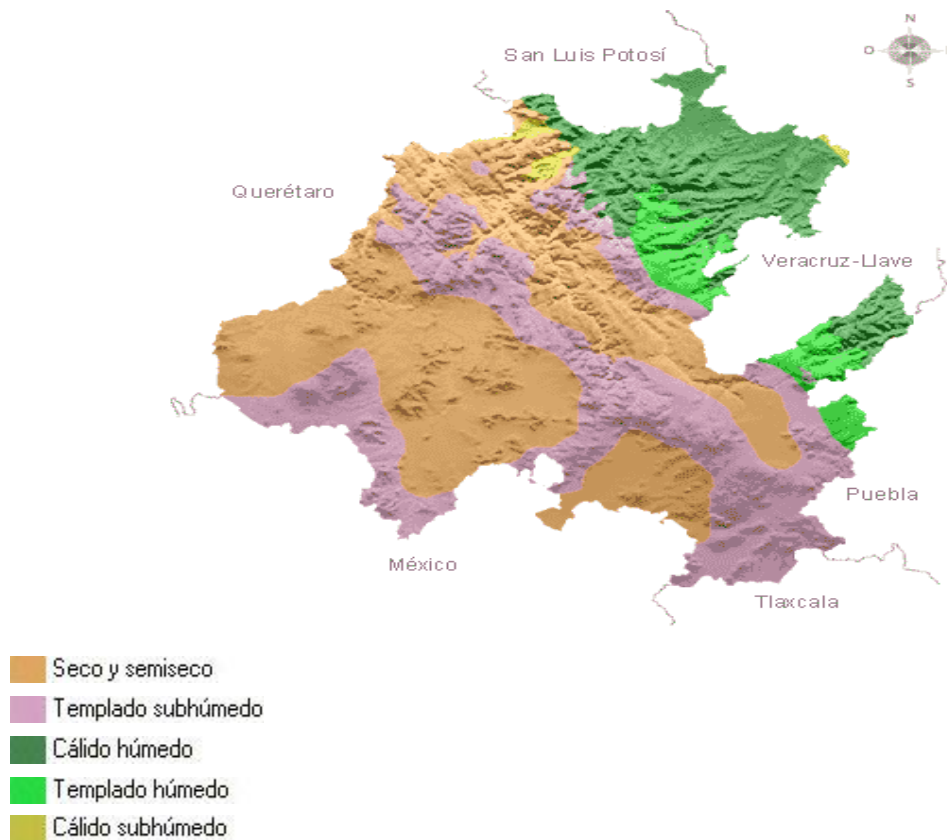 N
San Luis Potosí
O
S
Querétaro
Veracruz-Llave
Puebla
México
Tlaxcala
Seco y semiseco
Templado subhúmedo
Cálido húmedo
Templado húmedo
Cálido subhúmedo